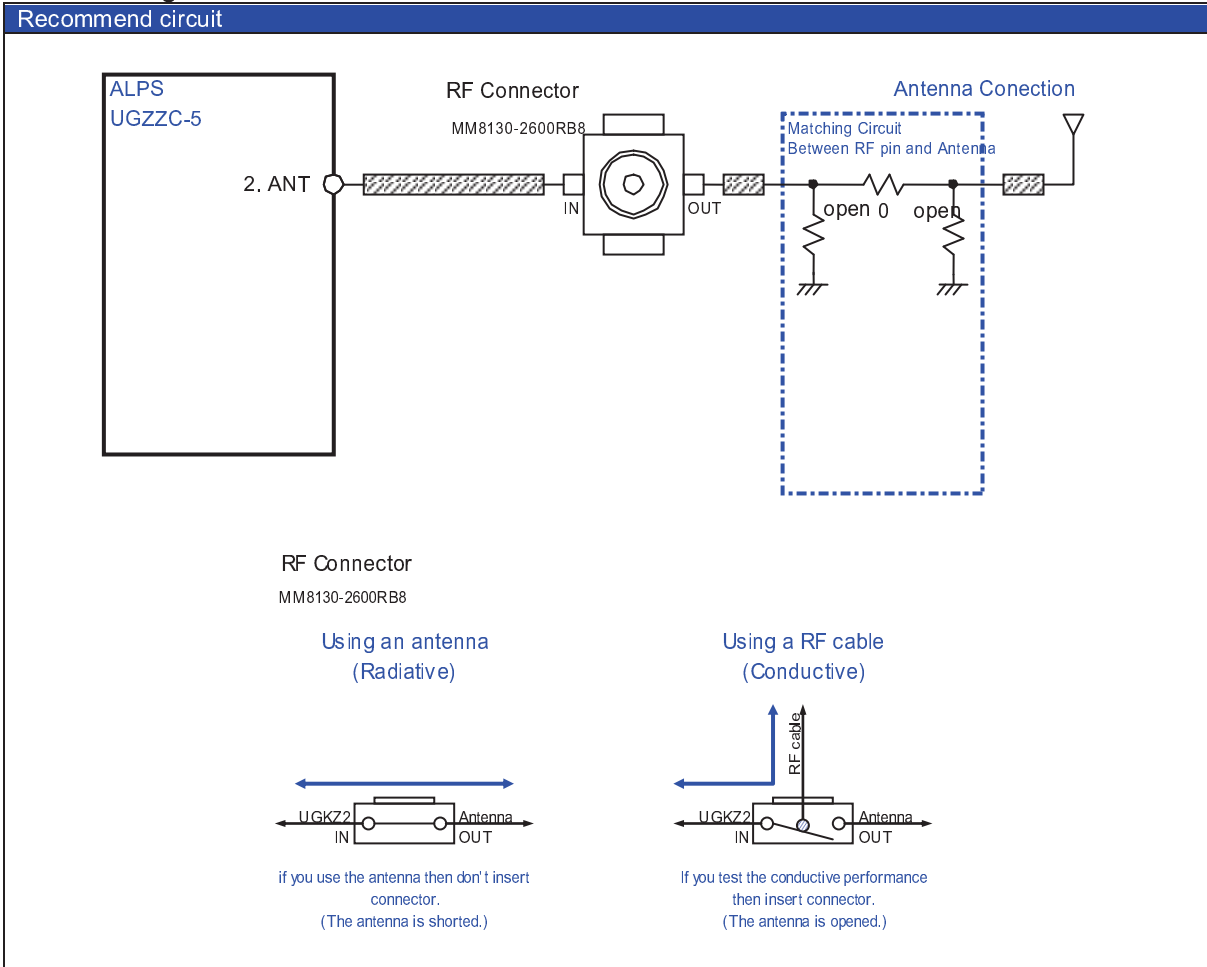 Recommend circuit
ALPS
UGZZC-5
RF Connector
MM8130-2600RB8
Antenna Conection
Matching Circuit
Between RF pin and Antenna
2. ANT
IN
OUT
open 0 open
RF Connector
MM8130-2600RB8
Using an antenna
(Radiative)
Using a RF cable
(Conductive)
RF cable
UGKZ2
Antenna
IN
OUT
UGKZ2
Antenna
IN
OUT
if you use the antenna then don't insert
connector.
(The antenna is shorted.)
If you test the conductive performance
then insert connector.
(The antenna is opened.)